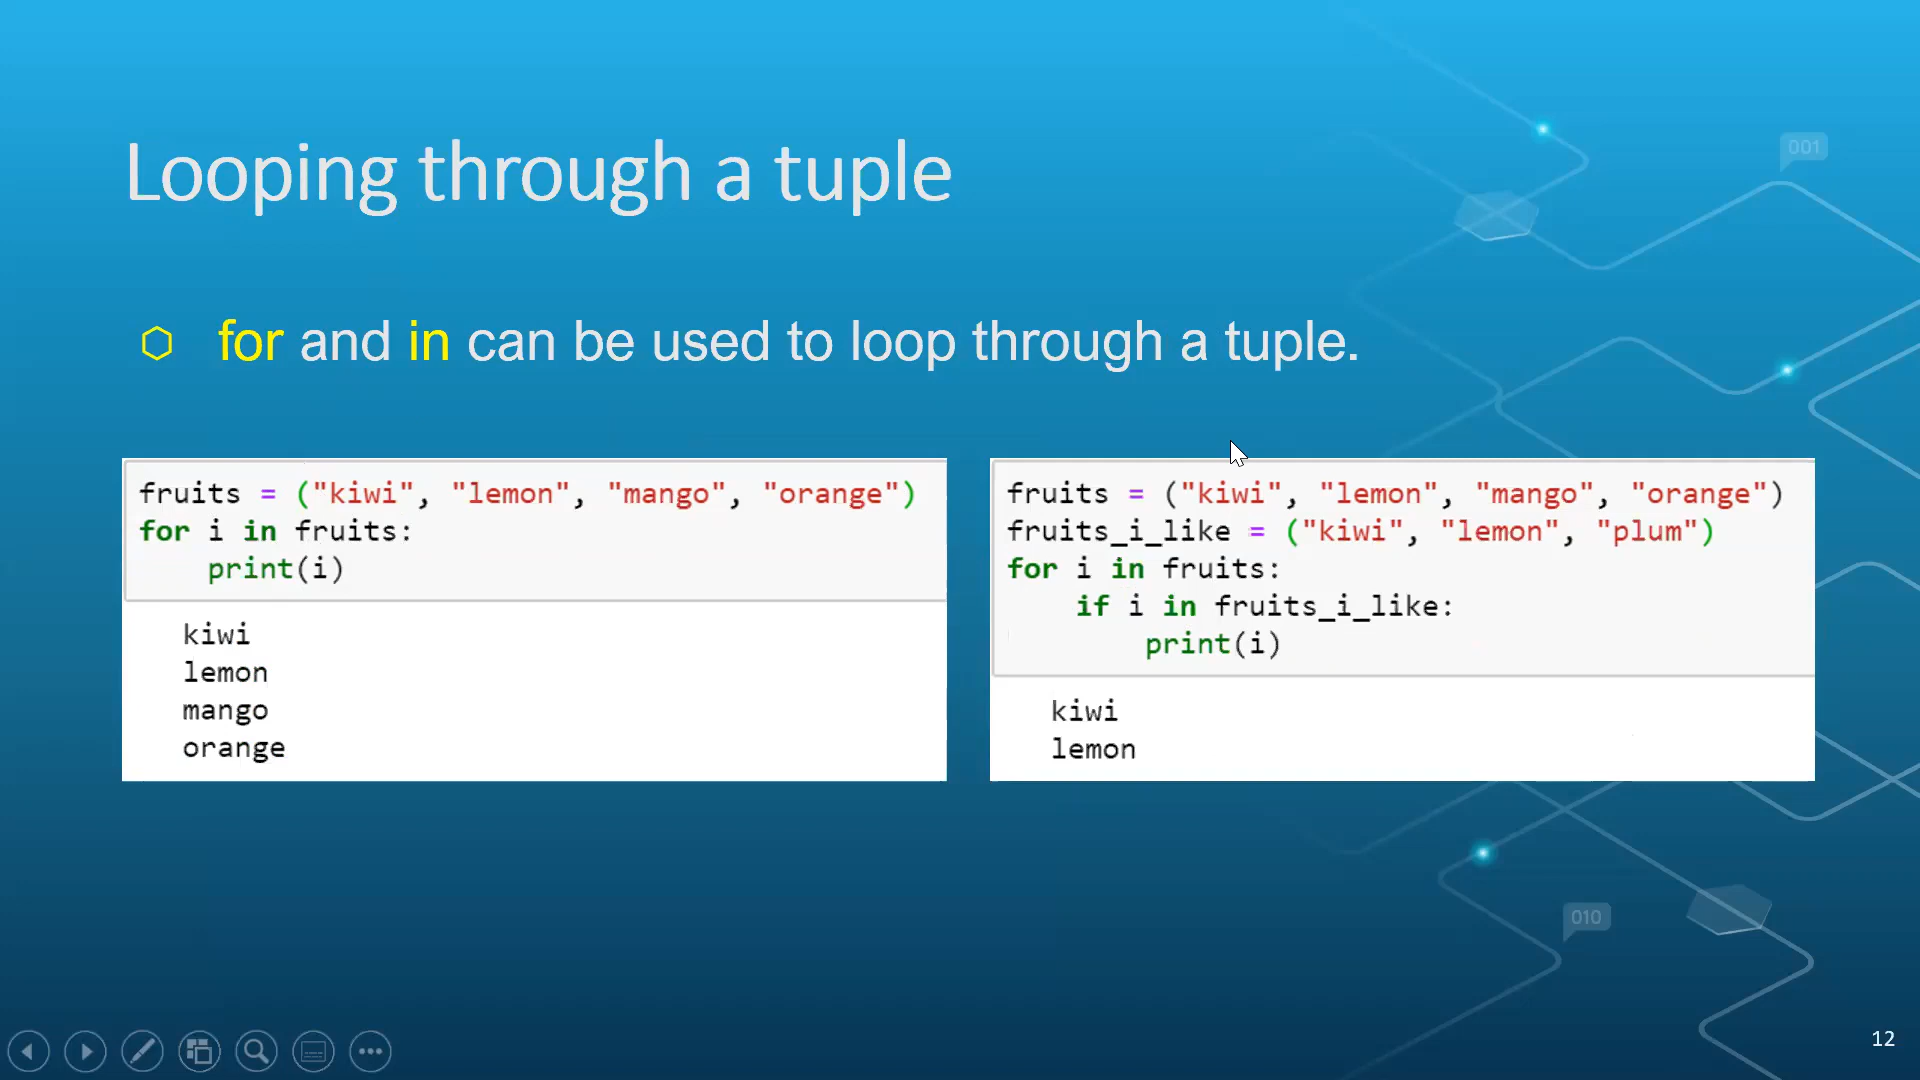 001
Looping through a tuple
for and in can be used to loop through a tuple.
fruits = ("kiwi", "lemon", "mango", "orange")
for i in fruits:
    print(i)
kiwi
lemon
mango
orange
fruits = ("kiwi", "lemon", "mango", "orange")
fruits_i_like = ("kiwi", "lemon", "plum")
for i in fruits:
    if i in fruits_i_like:
        print(i)
kiwi
lemon
010
12